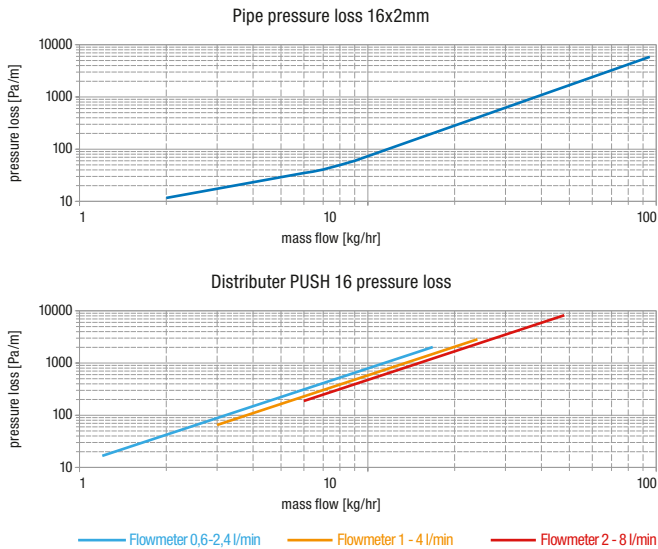 Pipe pressure loss 16x2mm
pressure loss [Pa/m]
10000
1000
100
10
1 10 100
mass flow [kg/hr]
Distributer PUSH 16 pressure loss
pressure loss [Pa/m]
10000
1000
100
10
1 10 100
mass flow [kg/hr]
Flowmeter 0,6-2,4 l/min Flowmeter 1 - 4 l/min Flowmeter 2 - 8 l/min